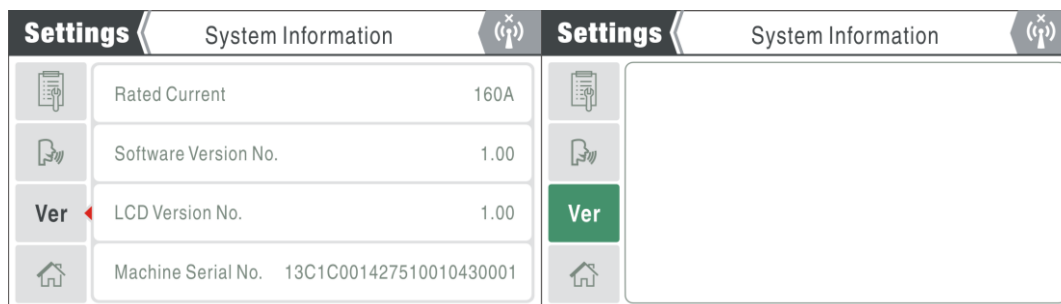 Settings System Information
Rated Current 160A
Software Version No. 1.00
Ver LCD Version No. 1.00
Machine Serial No. 13C1C001427510010430001
Settings System Information
Ver